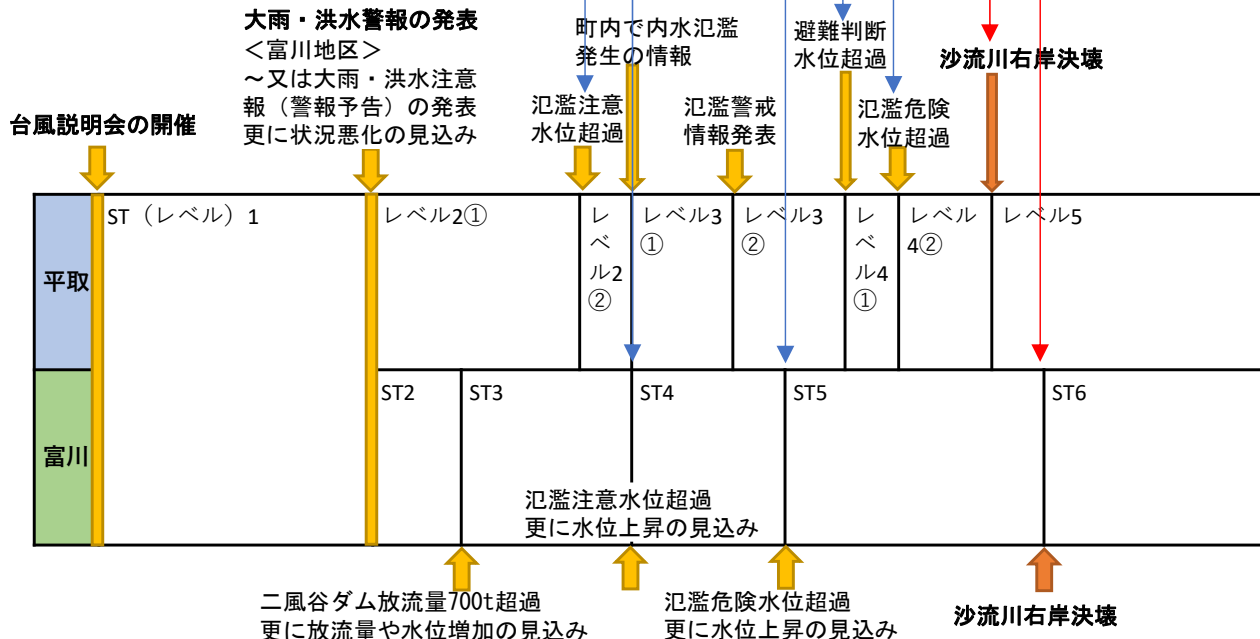 大雨・洪水警報の発表
<富川地区>
~又は大雨・洪水注意
報（警報予告）の発表
更に状況悪化の見込み
町内で内水氾濫
発生の情報
避難判断
水位超過
沙流川右岸決壊
台風説明会の開催
氾濫注意
水位超過
氾濫警戒
情報発表
氾濫危険
水位超過
平取
ST（レベル）1
レベル2①
レ
ベ
ル2
②
レベル3
①
レベル3
②
レ
ベ
ル4
①
レベル
4②
レベル5
富川
ST2
ST3
ST4
ST5
ST6
氾濫注意水位超過
更に水位上昇の見込み
二風谷ダム放流量700t超過
更に放流量や水位増加の見込み
氾濫危険水位超過
更に水位上昇の見込み
沙流川右岸決壊